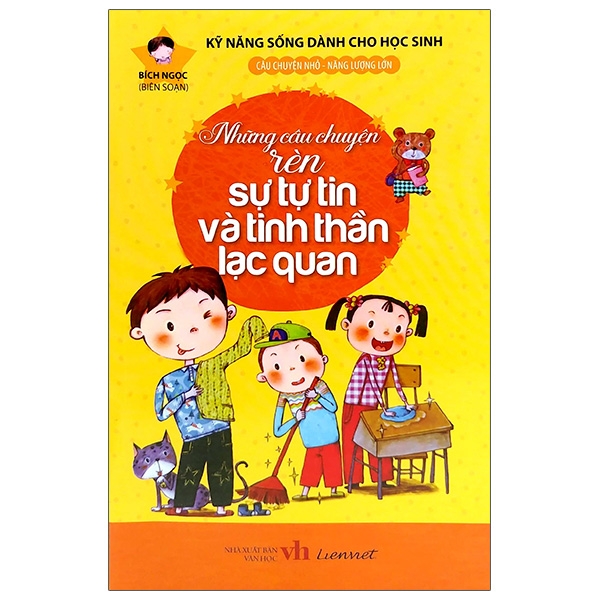 KỸ NĂNG SỐNG DÀNH CHO HỌC SINH
CÂU CHUYỆN NHỎ - NĂNG LƯỢNG LỚN
BÍCH NGỌC
(BIÊN SOẠN)
Những câu chuyện
rèn
sự tự tin
và tinh thần
lạc quan
A
NHÀ XUẤT BẢN
VĂN HỌC
vh
Lienviet